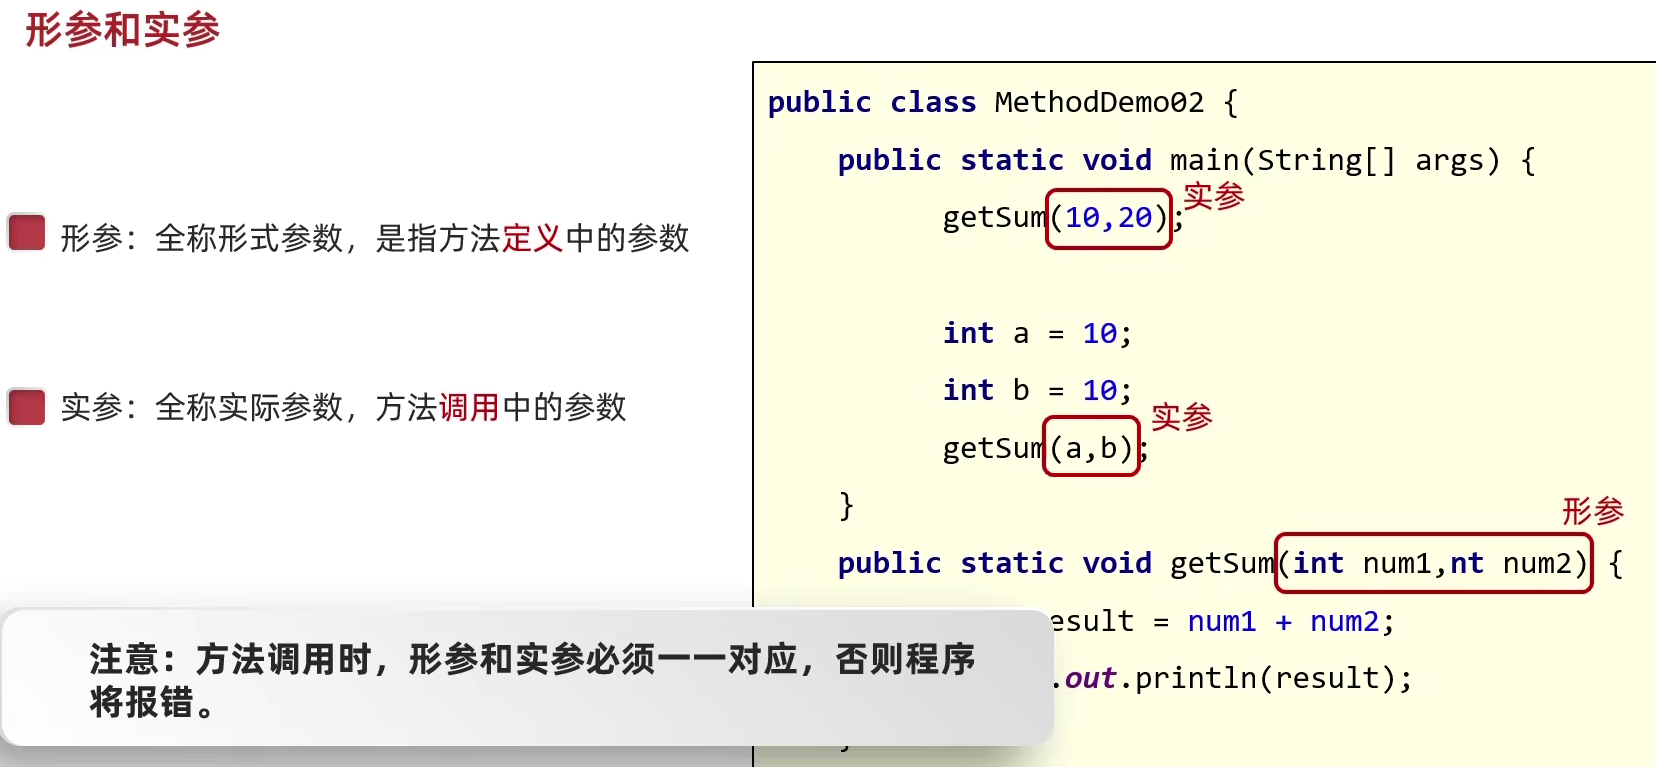 形参和实参
形参：全称形式参数，是指方法定义中的参数
实参：全称实际参数，方法调用中的参数
public class MethodDemo02 {
public static void main(String[] args) {
getSum(10,20);
实参
int a = 10;
int b = 10;
getSum(a,b);
实参
}
形参
public static void getSum(int num1,nt num2) {
esult = num1 + num2;
.out.println(result);
}
注意：方法调用时，形参和实参必须一一对应，否则程序
将报错。